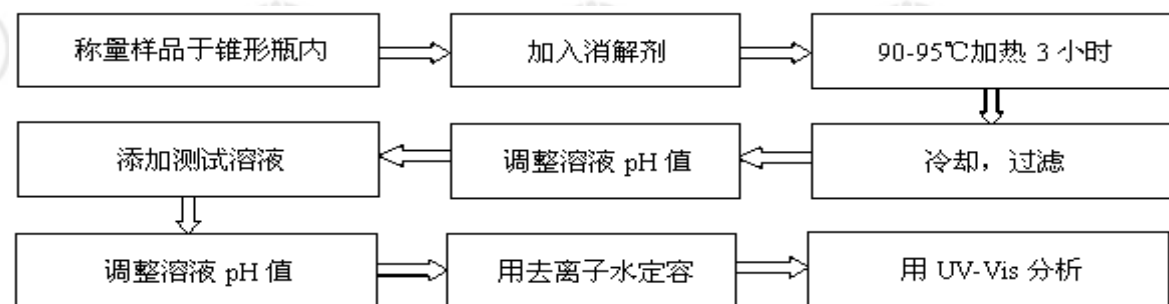 称量样品于锥形瓶内
加入消解剂
90-95℃加热 3 小时
冷却，过滤
调整溶液 pH 值
添加测试溶液
调整溶液 pH 值
用去离子水定容
用 UV-Vis 分析